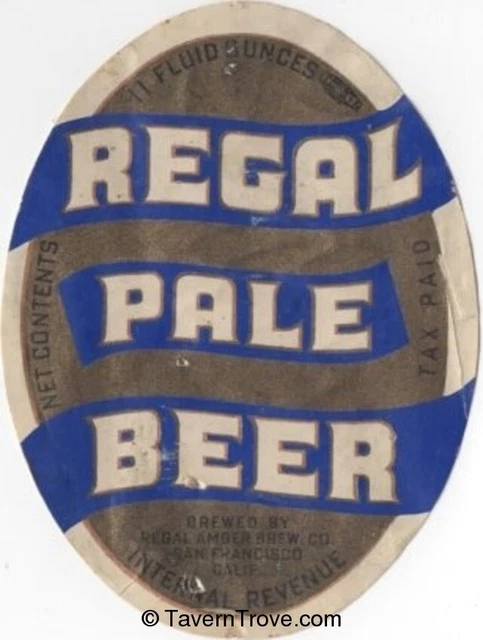 NET CONTENTS 11 FLUID OUNCES
REGAL
PALE
BEER
TAX PAID
BREWED BY
REGAL AMBER BREW. CO.
SAN FRANCISCO
CALIF.
INTERNAL REVENUE
© TavernTrove.com